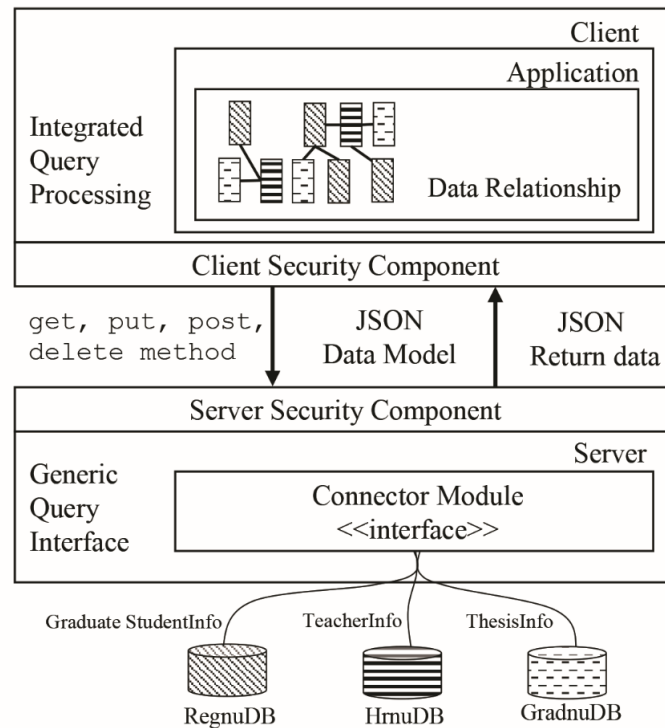 Client
Application
Integrated
Query
Processing
Data Relationship
Client Security Component
get, put, post,
delete method
JSON
Data Model
JSON
Return data
Server Security Component
Server
Generic
Query
Interface
Connector Module
<<interface>>
Graduate StudentInfo
TeacherInfo
ThesisInfo
RegnuDB
HrnuDB
GradnuDB